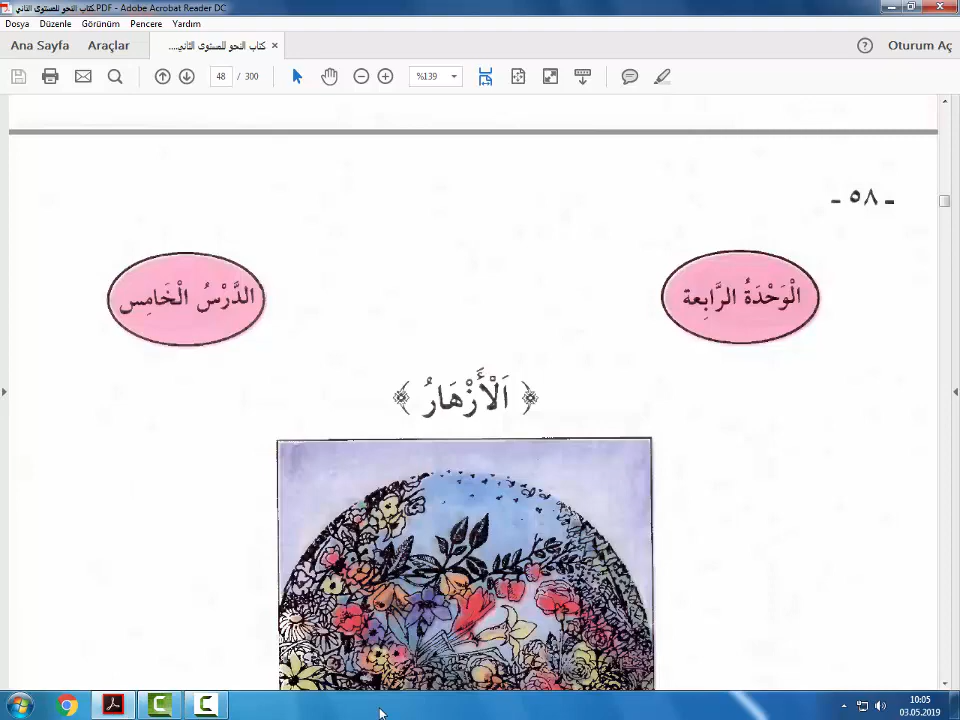 كتاب النحو للمستوى الثاني.PDF - Adobe Acrobat Reader DC
Dosya Düzenle Görünüm Pencere Yardım
Ana Sayfa Araçlar كتاب النحو للمستوى الثاني.... × Oturum Aç
48 / 300 %139
- ٥٨ -
الْوَحْدَةُ الرَّابِعة الدَّرْسُ الْخَامِس
﴿ اَلْأَزْهَارُ ﴾
10:05
03.05.2019